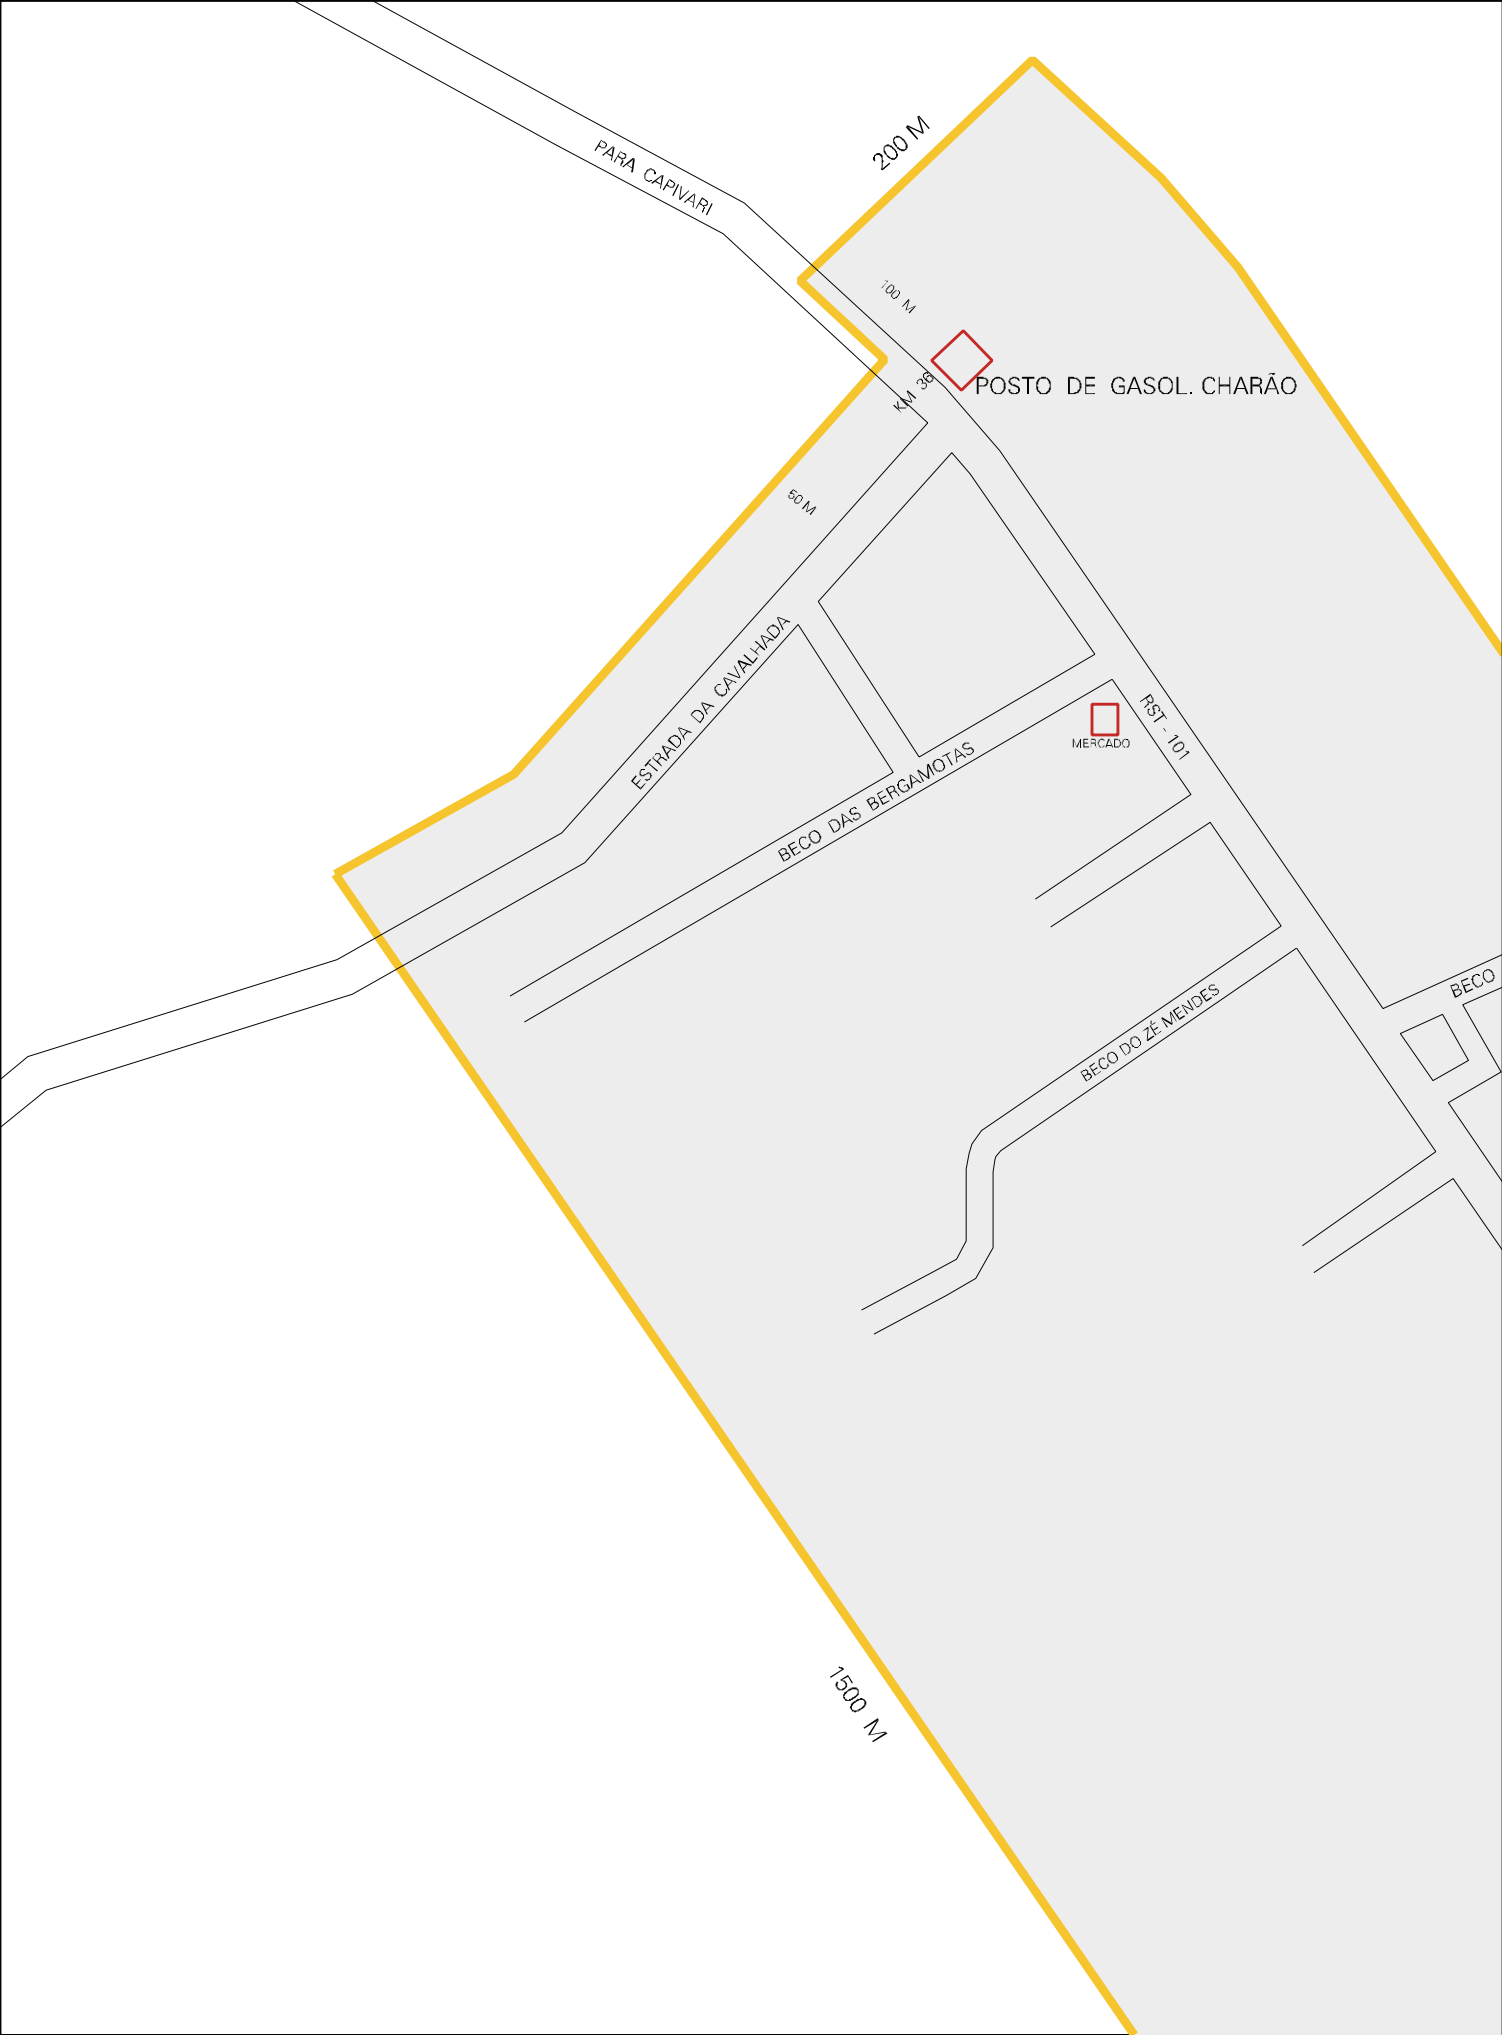 200 M
PARA CAPIVARI
100 M
KM 36
POSTO DE GASOL. CHARÃO
50 M
ESTRADA DA CAVALHADA
RST - 101
MERCADO
BECO DAS BERGAMOTAS
BECO
BECO DO ZÉ MENDES
1500 M